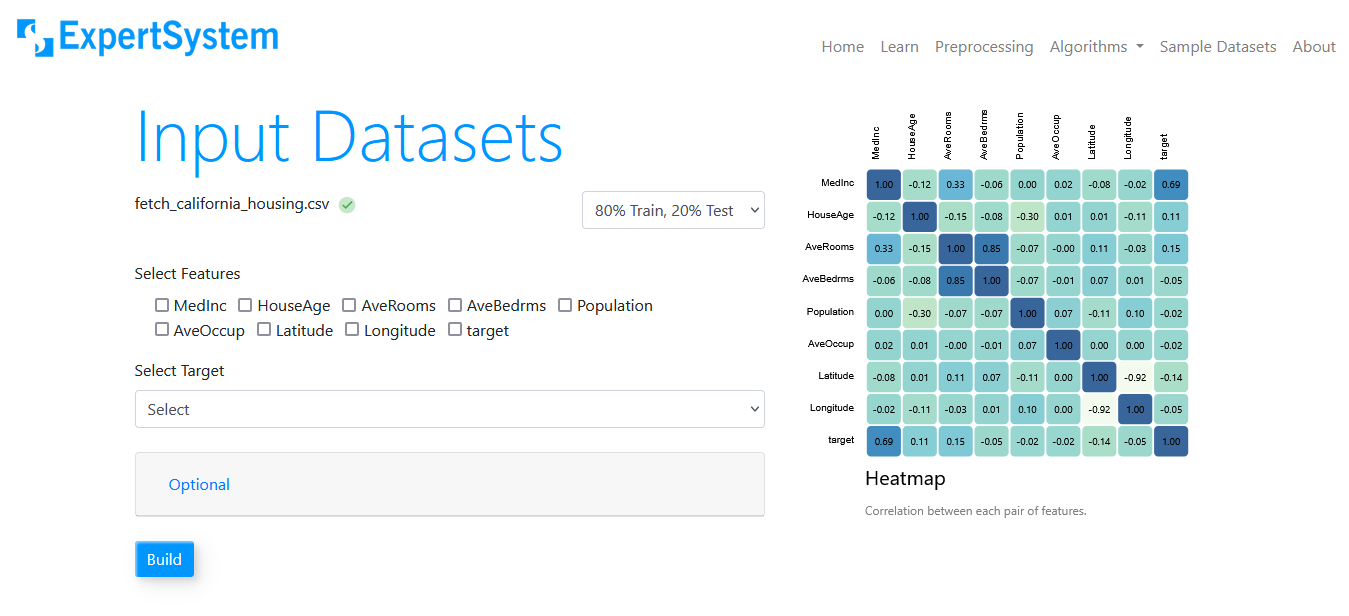 ExpertSystem
Home Learn Preprocessing Algorithms Sample Datasets About
Input Datasets
fetch_california_housing.csv
80% Train, 20% Test
Select Features
MedInc HouseAge AveRooms AveBedrms Population
AveOccup Latitude Longitude target
Select Target
Select
Optional
Build
MedInc HouseAge AveRooms AveBedrms Population AveOccup Latitude Longitude target
MedInc 1.00 -0.12 0.33 -0.06 0.00 0.02 -0.08 -0.02 0.69
HouseAge -0.12 1.00 -0.15 -0.08 -0.30 0.01 0.01 -0.11 0.11
AveRooms 0.33 -0.15 1.00 0.85 -0.07 -0.00 0.11 -0.03 0.15
AveBedrms -0.06 -0.08 0.85 1.00 -0.07 -0.01 0.07 0.01 -0.05
Population 0.00 -0.30 -0.07 -0.07 1.00 0.07 -0.11 0.10 -0.02
AveOccup 0.02 0.01 -0.00 -0.01 0.07 1.00 0.00 0.00 -0.02
Latitude -0.08 0.01 0.11 0.07 -0.11 0.00 1.00 -0.92 -0.14
Longitude -0.02 -0.11 -0.03 0.01 0.10 0.00 -0.92 1.00 -0.05
target 0.69 0.11 0.15 -0.05 -0.02 -0.02 -0.14 -0.05 1.00
Heatmap
Correlation between each pair of features.